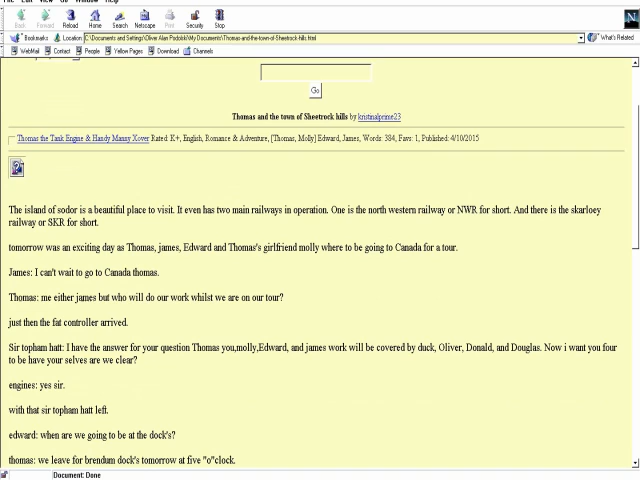 File Edit View Go Window Help
Back Forward Reload Home Search Netscape Print Security Stop
Bookmarks Location: C:\Documents and Settings\Oliver Alan Podolski\My Documents\Thomas-and-the-town-of-Sheetrock-hills.html What's Related
WebMail Contact People Yellow Pages Download Channels
Go
Thomas and the town of Sheetrock hills by kristinalprime23
Thomas the Tank Engine & Handy Manny Xover Rated: K+, English, Romance & Adventure, [Thomas, Molly] Edward, James, Words: 384, Favs: 1, Published: 4/10/2015
The island of sodor is a beautiful place to visit. It even has two main railways in operation. One is the north western railway or NWR for short. And there is the skarloey
railway or SKR for short.
tomorrow was an exciting day as Thomas, james, Edward and Thomas's girlfriend molly where to be going to Canada for a tour.
James: I can't wait to go to Canada thomas.
Thomas: me either james but who will do our work whilst we are on our tour?
just then the fat controller arrived.
Sir topham hatt: I have the answer for your question Thomas you,molly,Edward, and james work will be covered by duck, Oliver, Donald, and Douglas. Now i want you four
to be have your selves are we clear?
engines: yes sir.
with that sir topham hatt left.
edward: when are we going to be at the dock's?
thomas: we leave for brendum dock's tomorrow at five "o"clock.
Document: Done